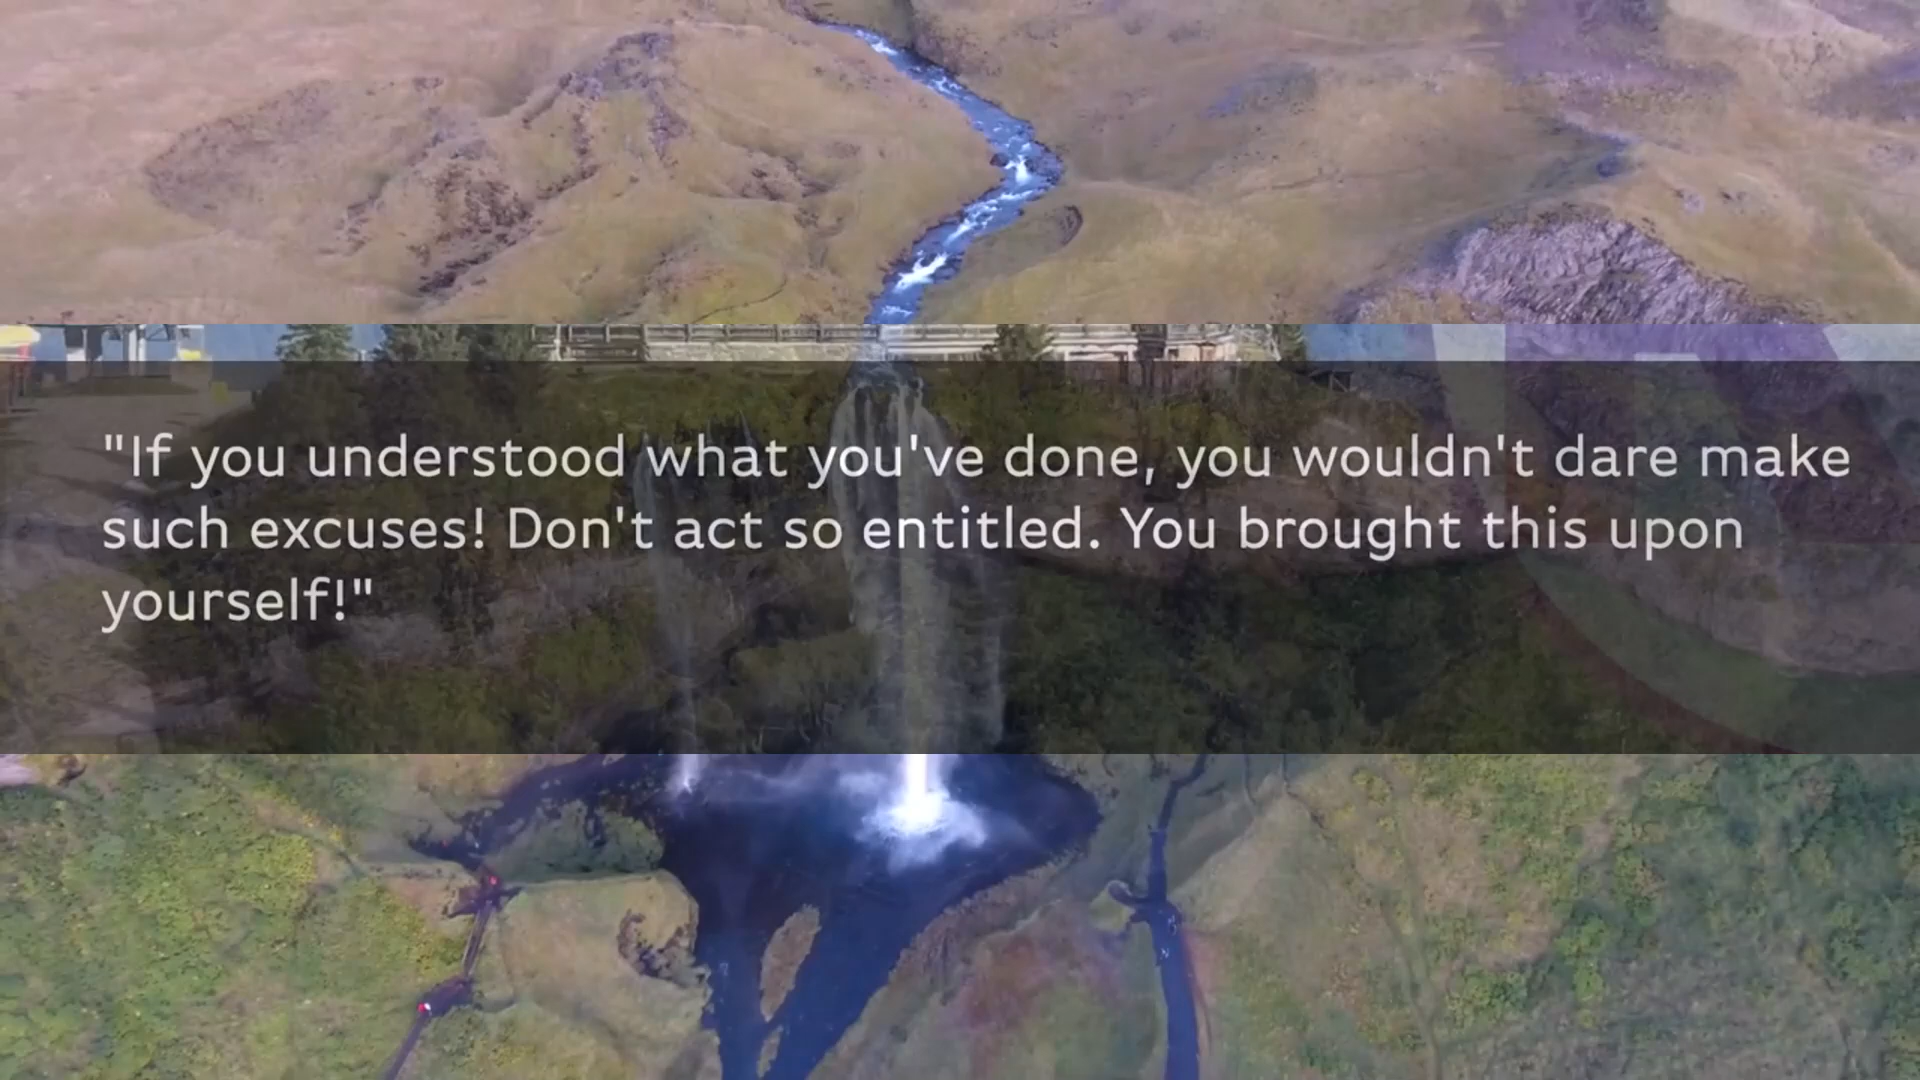 "If you understood what you've done, you wouldn't dare make
such excuses! Don't act so entitled. You brought this upon
yourself!"